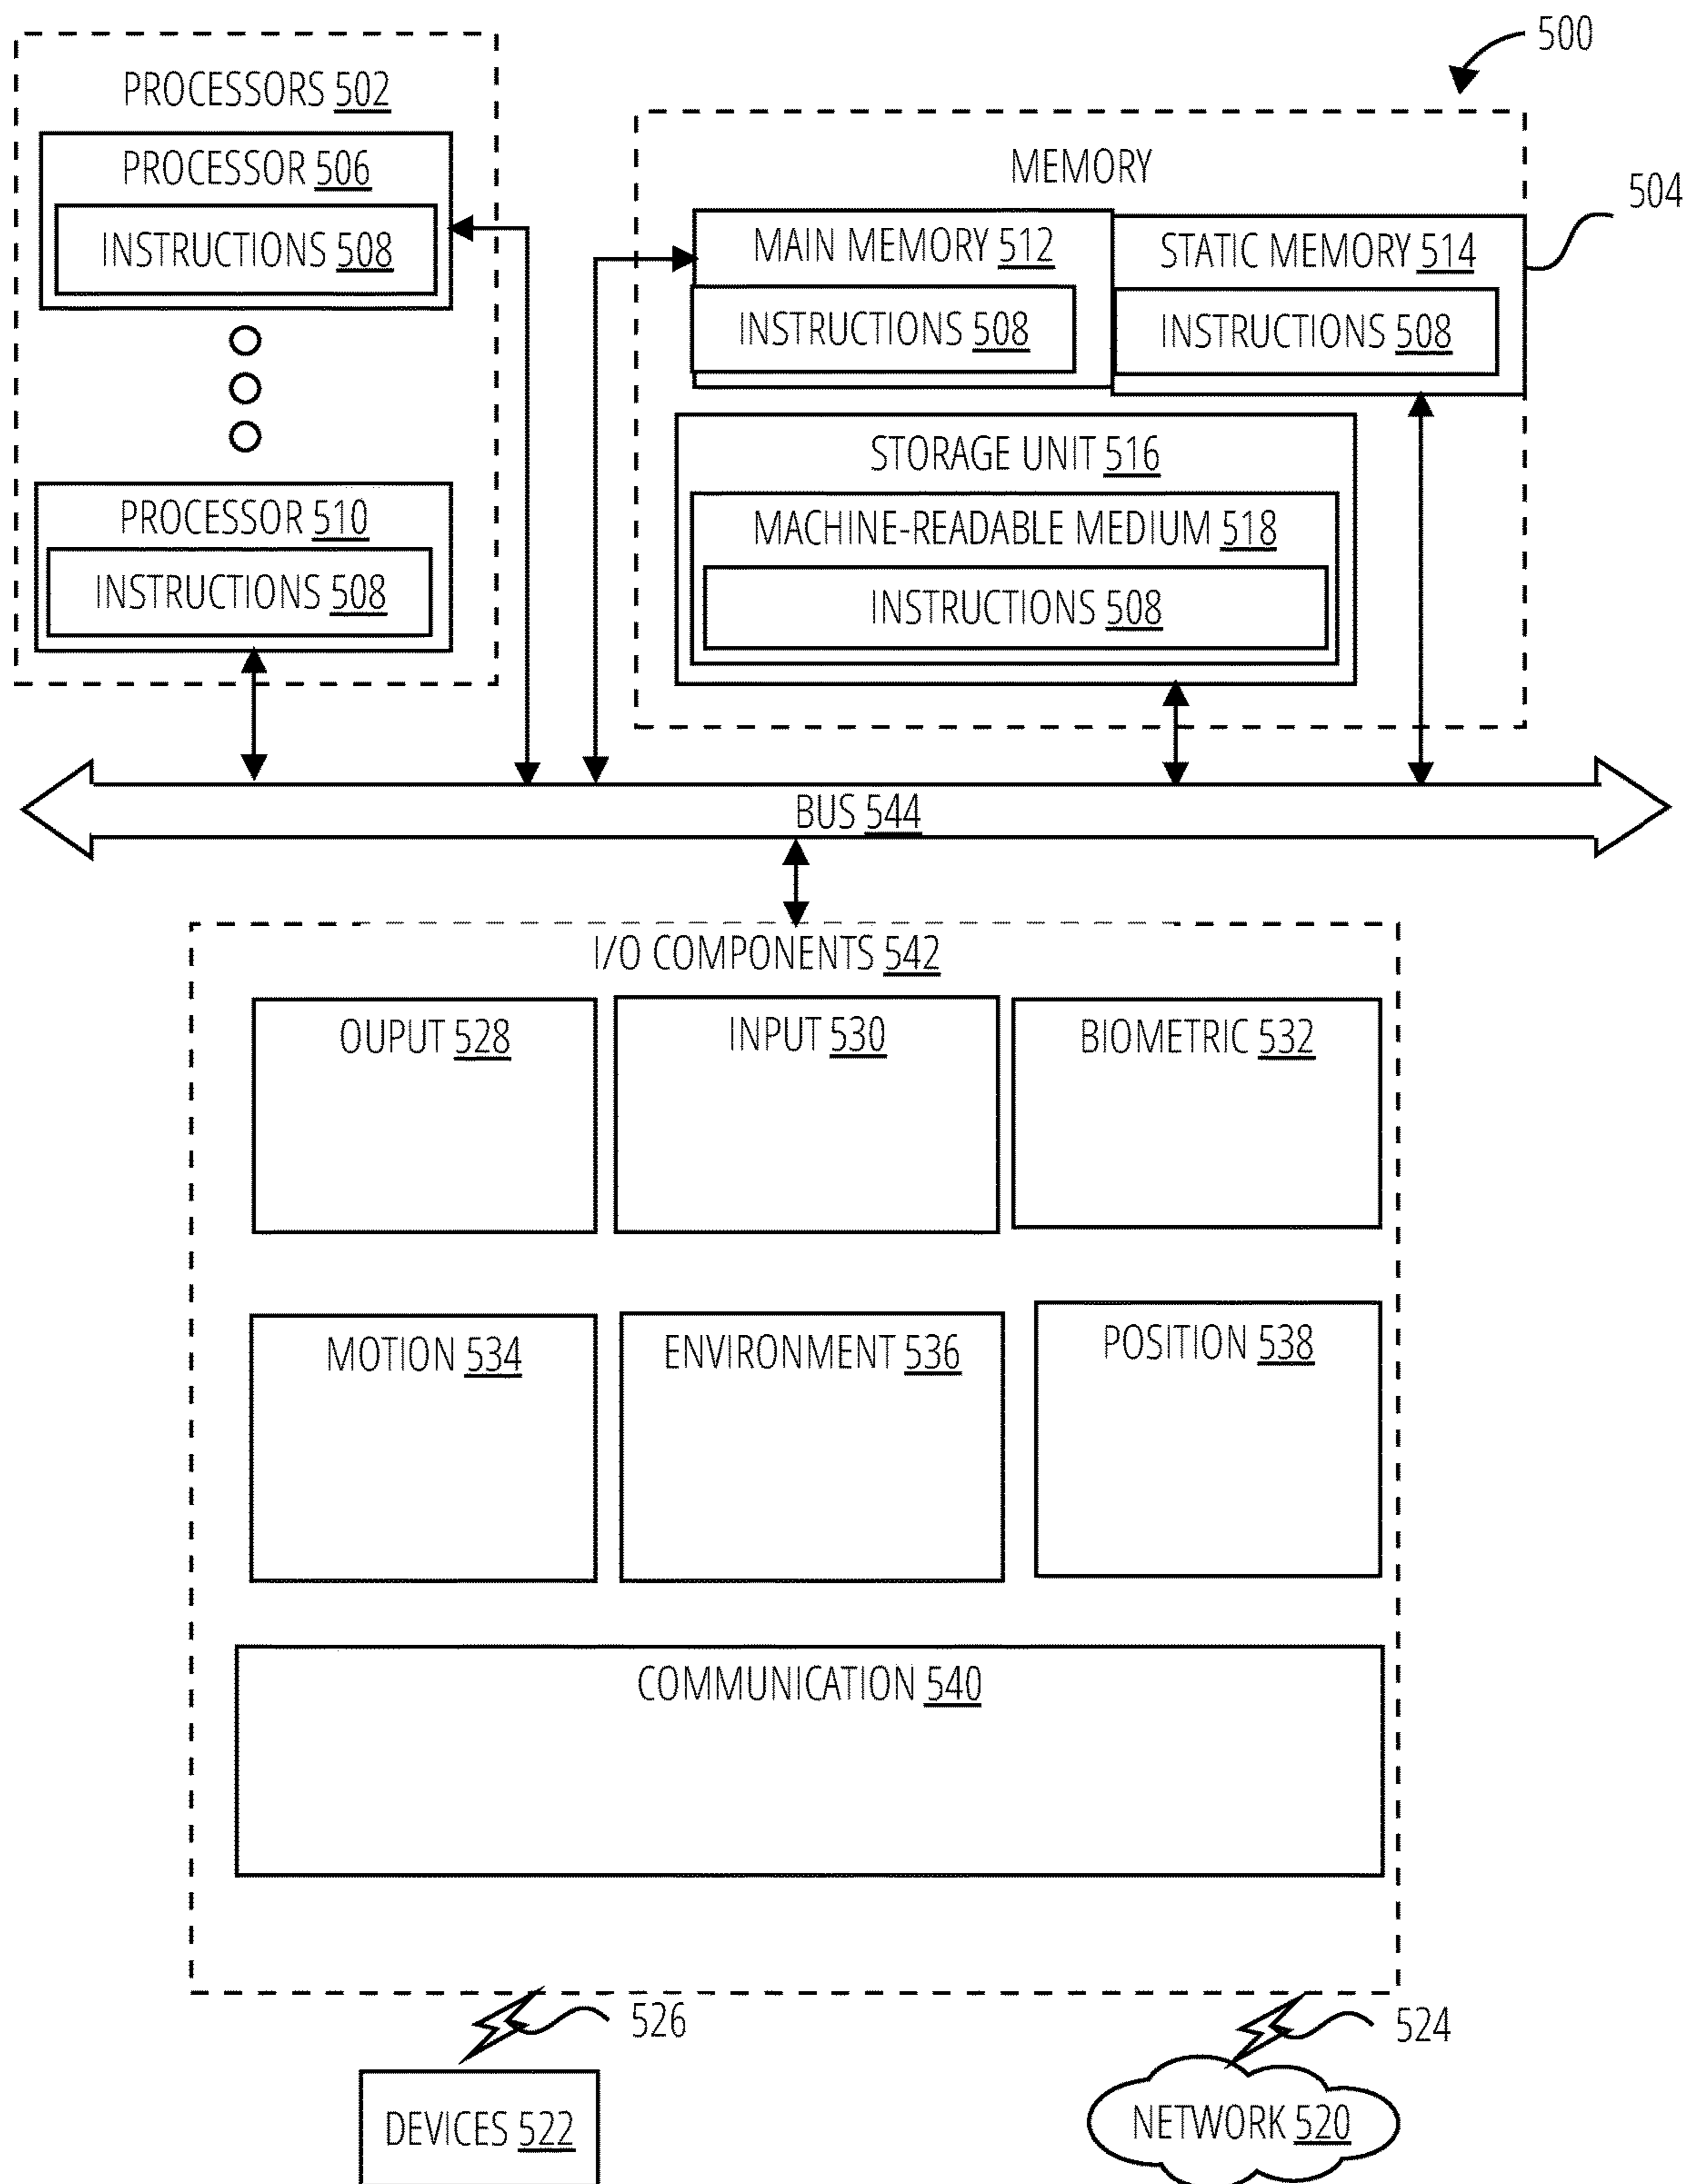 500
PROCESSORS 502
PROCESSOR 506
INSTRUCTIONS 508
PROCESSOR 510
INSTRUCTIONS 508
MEMORY
504
MAIN MEMORY 512
INSTRUCTIONS 508
STATIC MEMORY 514
INSTRUCTIONS 508
STORAGE UNIT 516
MACHINE-READABLE MEDIUM 518
INSTRUCTIONS 508
BUS 544
I/O COMPONENTS 542
OUPUT 528
INPUT 530
BIOMETRIC 532
MOTION 534
ENVIRONMENT 536
POSITION 538
COMMUNICATION 540
526
524
DEVICES 522
NETWORK 520